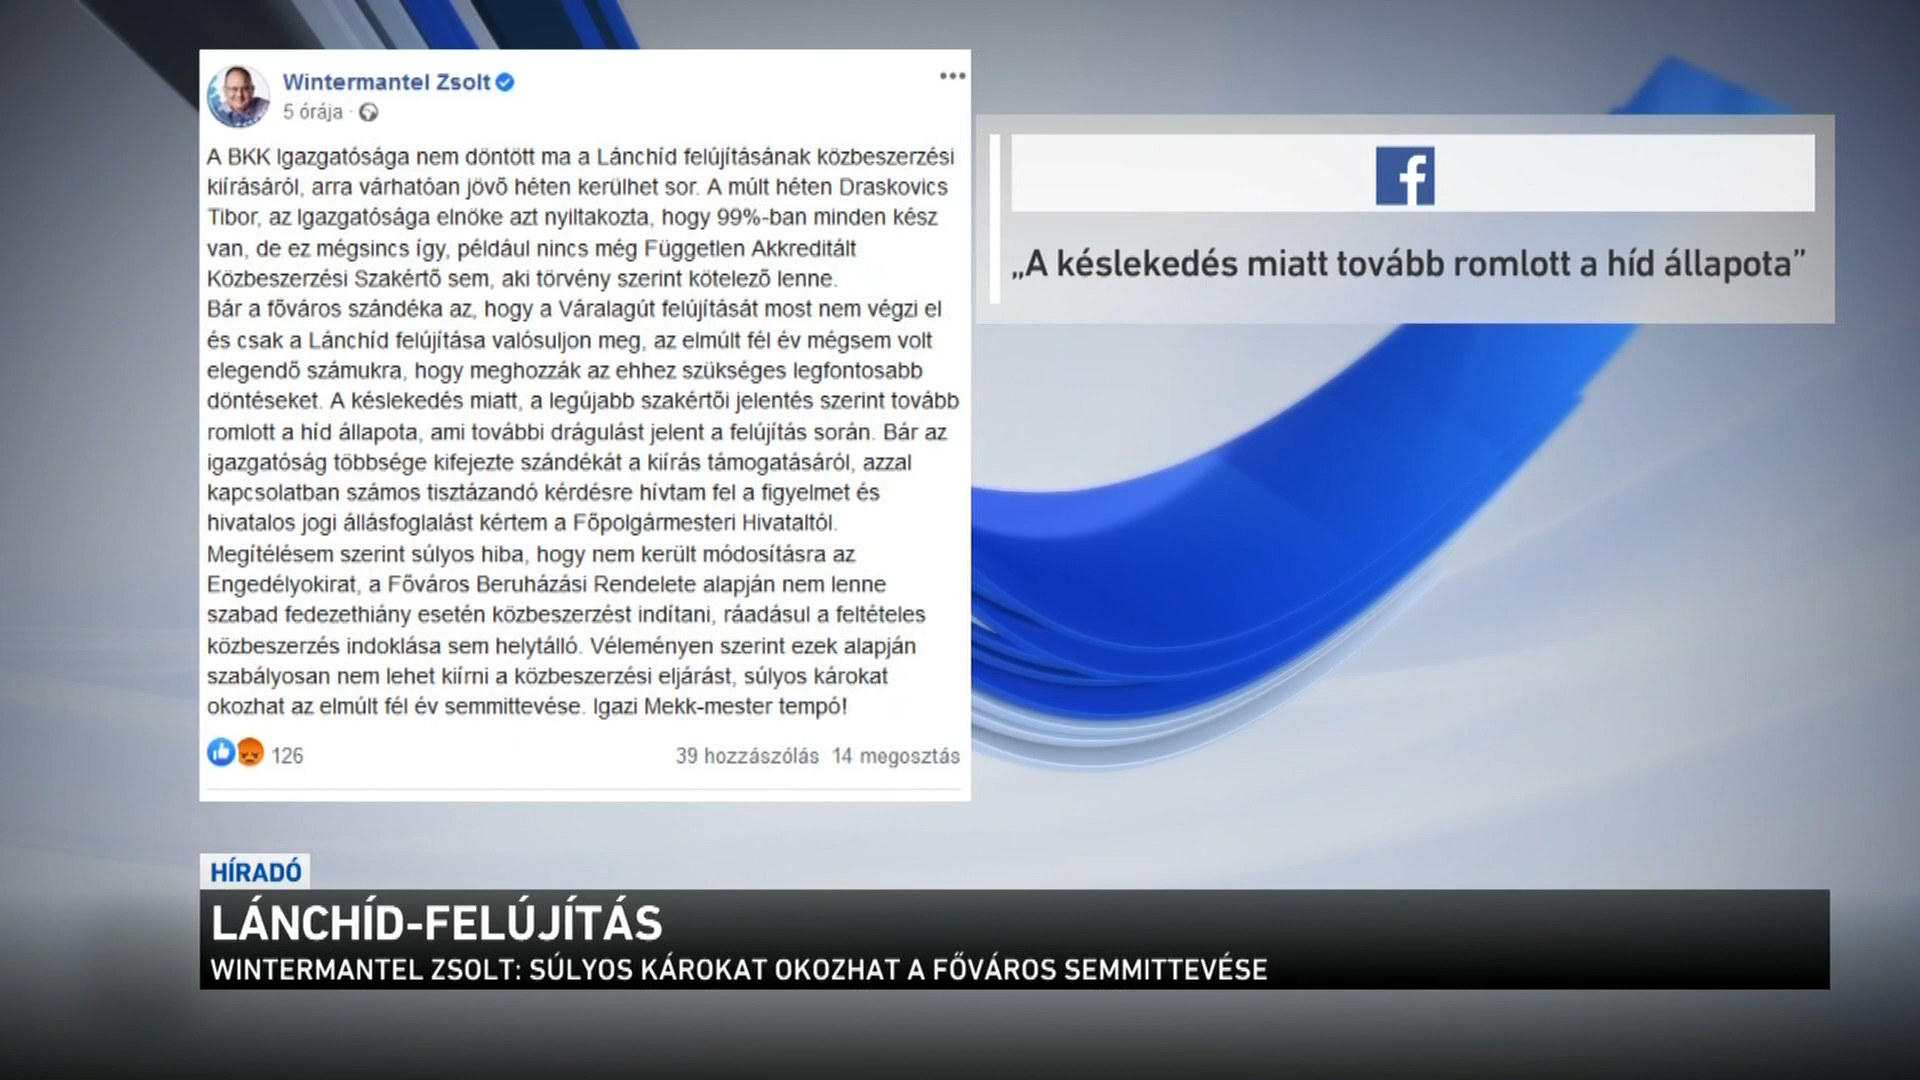 Wintermantel Zsolt
5 órája ·
A BKK Igazgatósága nem döntött ma a Lánchíd felújításának közbeszerzési
kiírásáról, arra várhatóan jövő héten kerülhet sor. A múlt héten Draskovics
Tibor, az Igazgatósága elnöke azt nyiltakozta, hogy 99%-ban minden kész
van, de ez mégsincs így, például nincs még Független Akkreditált
Közbeszerzési Szakértő sem, aki törvény szerint kötelező lenne.
Bár a főváros szándéka az, hogy a Váralagút felújítását most nem végzi el
és csak a Lánchíd felújítása valósuljon meg, az elmúlt fél év mégsem volt
elegendő számukra, hogy meghozzák az ehhez szükséges legfontosabb
döntéseket. A késlekedés miatt, a legújabb szakértői jelentés szerint tovább
romlott a híd állapota, ami további drágulást jelent a felújítás során. Bár az
igazgatóság többsége kifejezte szándékát a kiírás támogatásáról, azzal
kapcsolatban számos tisztázandó kérdésre hívtam fel a figyelmet és
hivatalos jogi állásfoglalást kértem a Főpolgármesteri Hivataltól.
Megítélésem szerint súlyos hiba, hogy nem került módosításra az
Engedélyokirat, a Főváros Beruházási Rendelete alapján nem lenne
szabad fedezethiány esetén közbeszerzést indítani, ráadásul a feltételes
közbeszerzés indoklása sem helytálló. Véleményen szerint ezek alapján
szabályosan nem lehet kiírni a közbeszerzési eljárást, súlyos károkat
okozhat az elmúlt fél év semmittevése. Igazi Mekk-mester tempó!
126
39 hozzászólás 14 megosztás
f
„A késlekedés miatt tovább romlott a híd állapota”
HÍRADÓ
LÁNCHÍD-FELÚJÍTÁS
WINTERMANTEL ZSOLT: SÚLYOS KÁROKAT OKOZHAT A FŐVÁROS SEMMITTEVÉSE